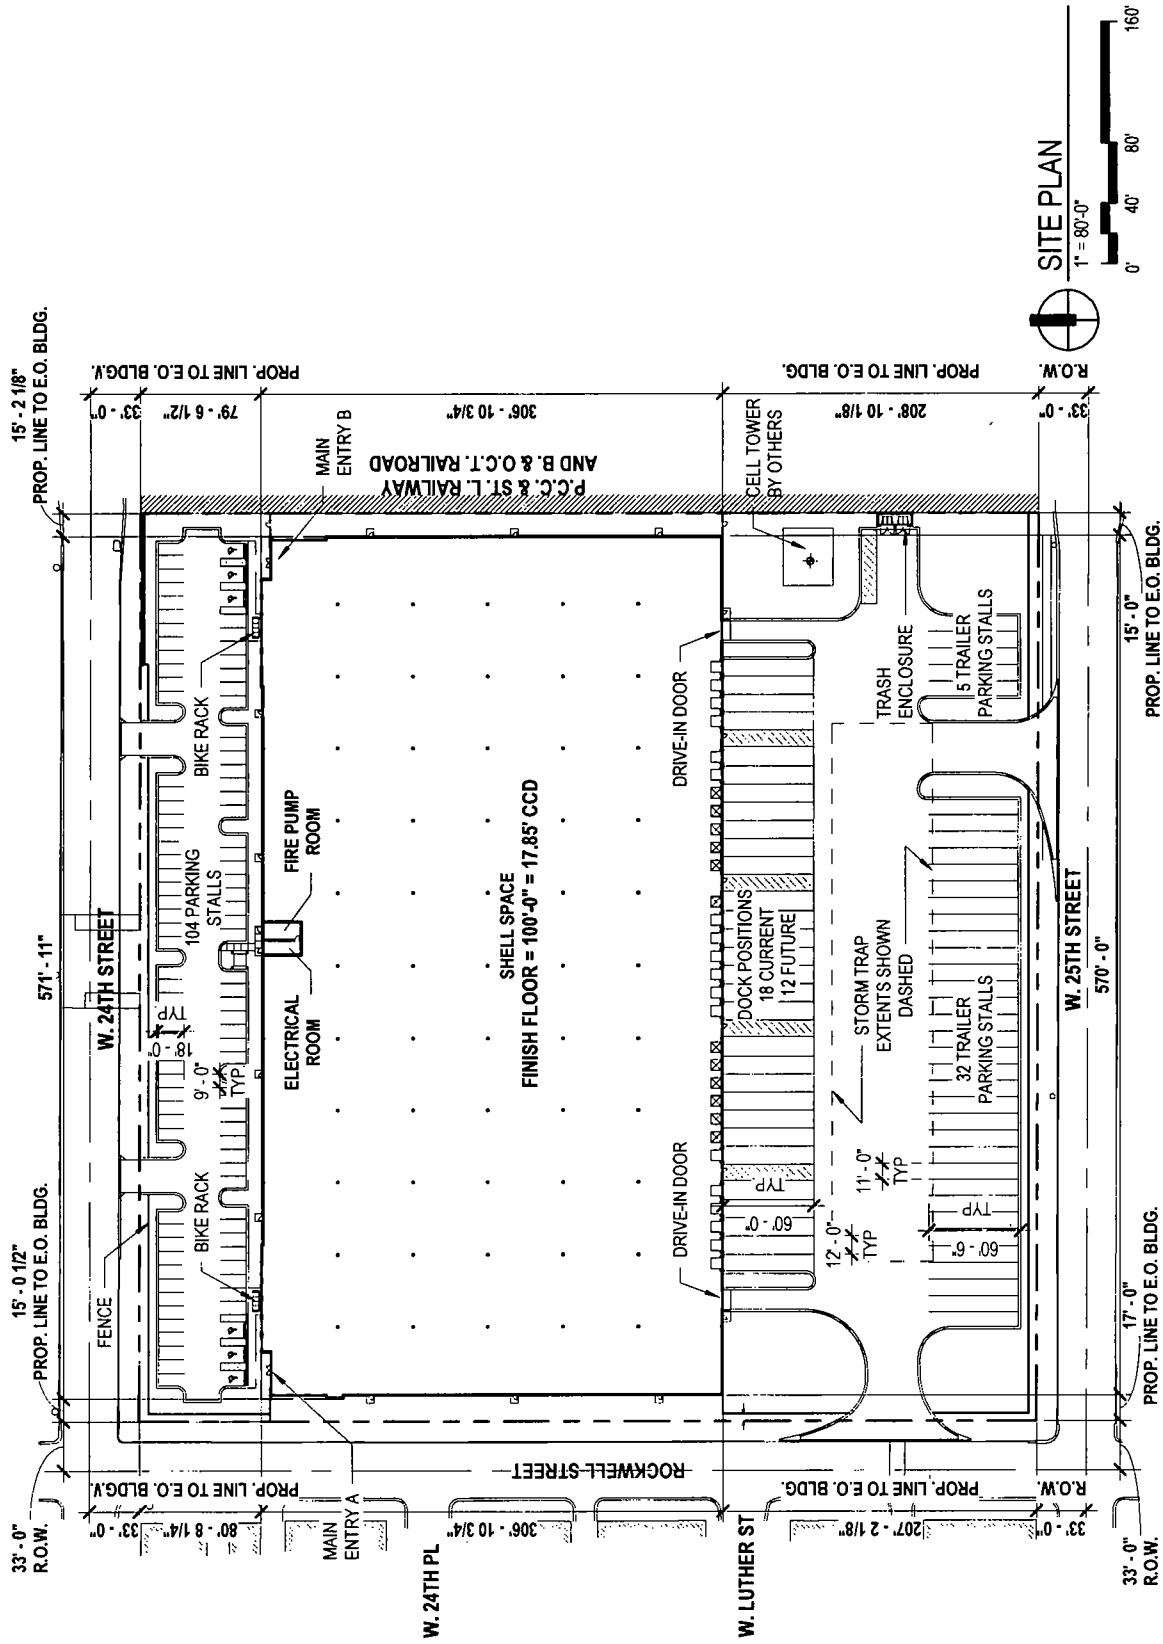 33' - 0"
R.O.W.
15' - 0 1/2"
PROP. LINE TO E.O. BLDG.
571' - 11"
15' - 2 1/8"
PROP. LINE TO E.O. BLDG.
W. 24TH STREET
FENCE
33' - 0"
80' - 8 1/4"
PROP. LINE TO E.O. BLDG.V.
33' - 0"
79' - 6 1/2"
PROP. LINE TO E.O. BLDG.V.
18' - 0"
TYP.
104 PARKING
STALLS
9' - 0"
TYP
BIKE RACK
BIKE RACK
MAIN
ENTRY A
MAIN
ENTRY B
ELECTRICAL
ROOM
FIRE PUMP
ROOM
W. 24TH PL
306' - 10 3/4"
ROCKWELL STREET
SHELL SPACE
FINISH FLOOR = 100'-0" = 17.85' CCD
P.C.C. & ST. L. RAILWAY
AND B. & O.C.T. RAILROAD
306' - 10 3/4"
W. LUTHER ST
DRIVE-IN DOOR
DRIVE-IN DOOR
DOCK POSITIONS
18 CURRENT
12 FUTURE
60' - 0"
TYP
12' - 0"
TYP
11' - 0"
TYP
STORM TRAP
EXTENTS SHOWN
DASHED
CELL TOWER
BY OTHERS
TRASH
ENCLOSURE
60' - 6"
TYP
32 TRAILER
PARKING STALLS
5 TRAILER
PARKING STALLS
207' - 2 1/8"
PROP. LINE TO E.O. BLDG.
208' - 10 1/8"
PROP. LINE TO E.O. BLDG.
33' - 0"
R.O.W.
33' - 0"
R.O.W.
W. 25TH STREET
570' - 0"
33' - 0"
R.O.W.
17' - 0"
PROP. LINE TO E.O. BLDG.
15' - 0"
PROP. LINE TO E.O. BLDG.
SITE PLAN
1" = 80'-0"
0' 40' 80' 160'